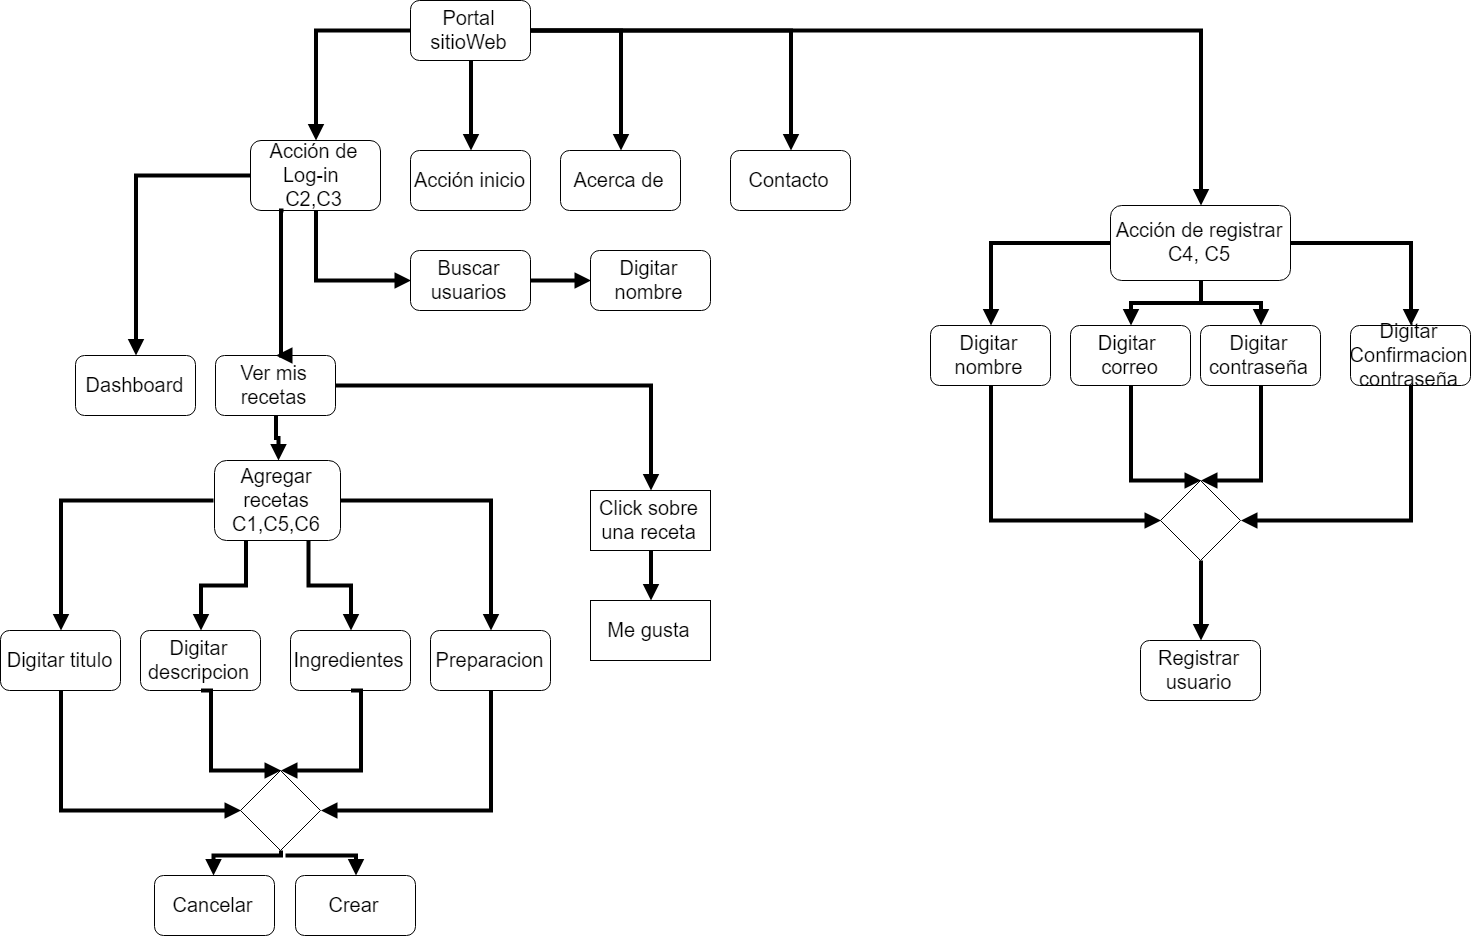 Portal
sitioWeb
Acción de
Log-in
C2,C3
Acción inicio
Acerca de
Contacto
Acción de registrar
C4, C5
Buscar
usuarios
Digitar
nombre
Digitar
nombre
Digitar
correo
Digitar
contraseña
Digitar
Confirmacion
contraseña
Dashboard
Ver mis
recetas
Agregar
recetas
C1,C5,C6
Click sobre
una receta
Me gusta
Digitar titulo
Digitar
descripcion
Ingredientes
Preparacion
Registrar
usuario
Cancelar
Crear